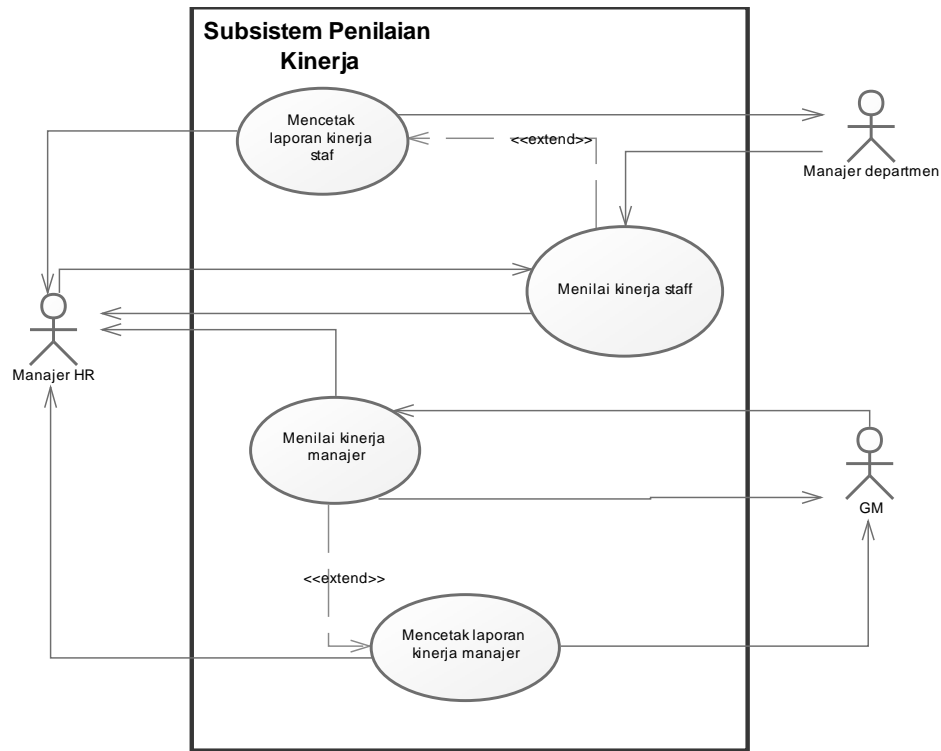 Subsistem Penilaian
Kinerja
Mencetak
laporan kinerja
staf
<<extend>>
Manajer departmen
Menilai kinerja staff
Manajer HR
Menilai kinerja
manajer
GM
<<extend>>
Mencetak laporan
kinerja manajer